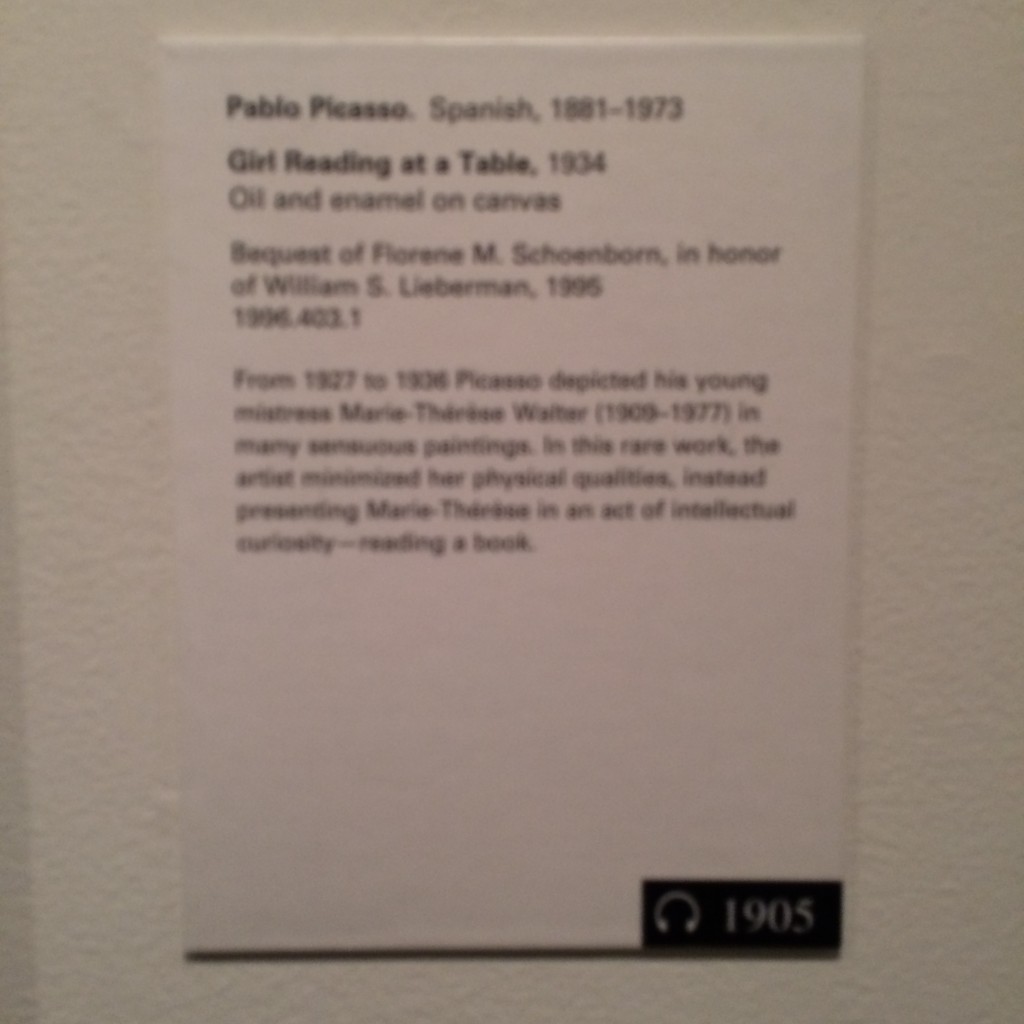 Pablo Picasso. Spanish, 1881–1973
Girl Reading at a Table, 1934
Oil and enamel on canvas
Bequest of Florene M. Schoenborn, in honor
of William S. Lieberman, 1995
1996.403.1
From 1927 to 1936 Picasso depicted his young
mistress Marie-Thérèse Walter (1909–1977) in
many sensuous paintings. In this rare work, the
artist minimized her physical qualities, instead
presenting Marie-Thérèse in an act of intellectual
curiosity—reading a book.
1905